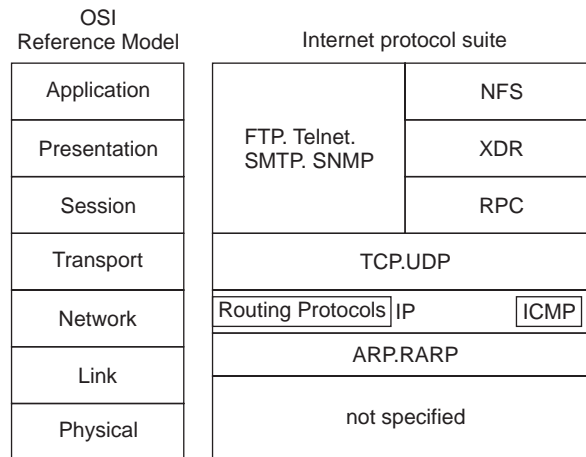 OSI
Reference Model
Internet protocol suite
Application
NFS
FTP. Telnet.
SMTP. SNMP
Presentation
XDR
Session
RPC
Transport
TCP.UDP
Network
Routing Protocols IP ICMP
ARP.RARP
Link
not specified
Physical